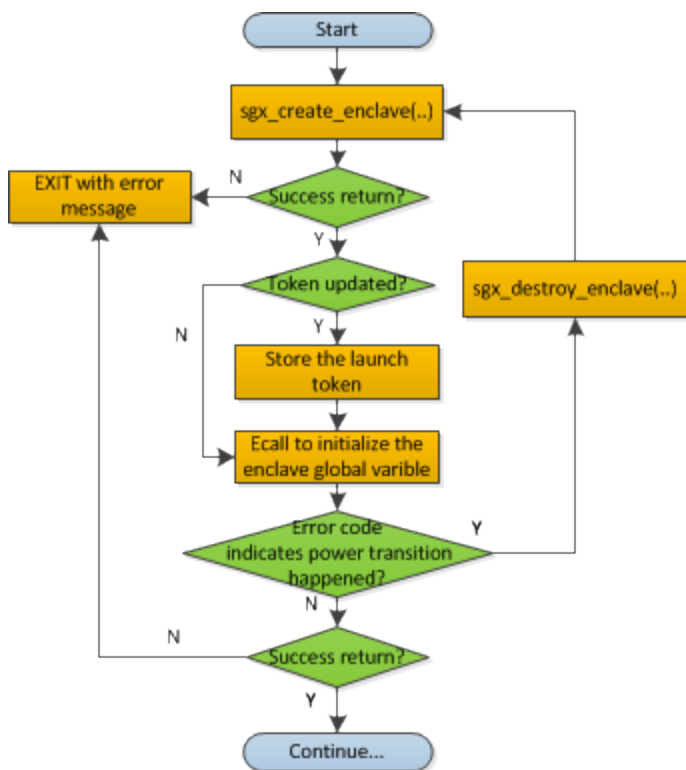 Start
sgx_create_enclave(..)
N
EXIT with error
message
Success return?
Y
Token updated?
sgx_destroy_enclave(..)
N
Y
Store the launch
token
Ecall to initialize the
enclave global varible
Error code
indicates power transition
happened?
Y
N
N
Success return?
Y
Continue...